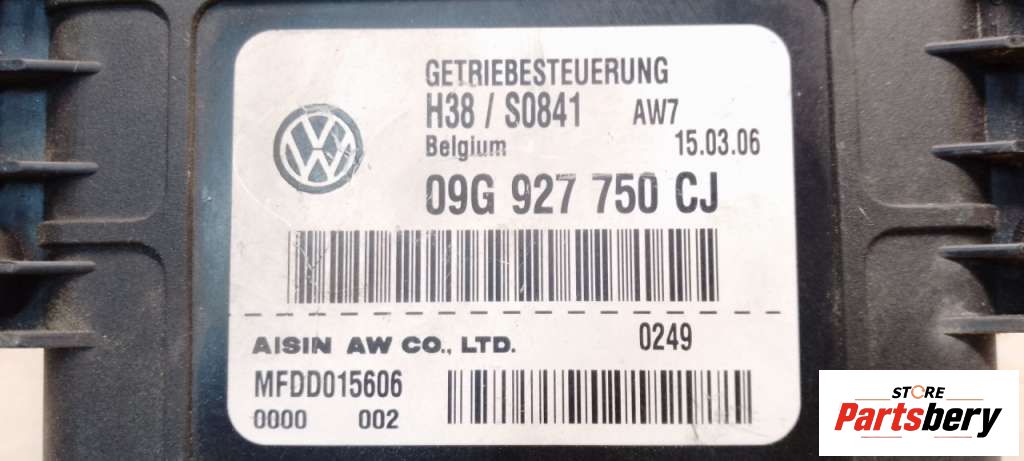 GETRIEBESTEUERUNG
H38 / S0841 AW7
Belgium 15.03.06
09G 927 750 CJ
AISIN AW CO., LTD. 0249
MFDD015606
0000 002
STORE
Partsbery